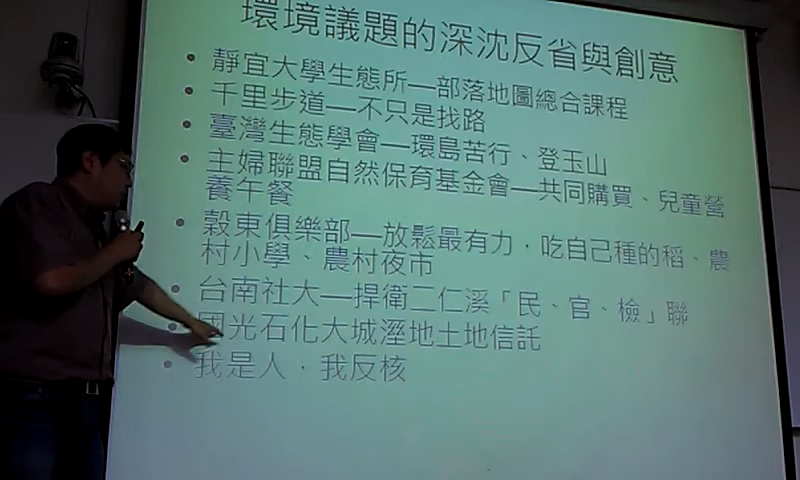 環境議題的深沈反省與創意
• 靜宜大學生態所—部落地圖總合課程
• 千里步道—不只是找路
• 臺灣生態學會—環島苦行、登玉山
• 主婦聯盟自然保育基金會—共同購買、兒童營
養午餐
• 穀東俱樂部—放鬆最有力，吃自己種的稻、農
村小學、農村夜市
• 台南社大—捍衛二仁溪「民、官、檢」聯
• 國光石化大城溼地土地信託
• 我是人，我反核